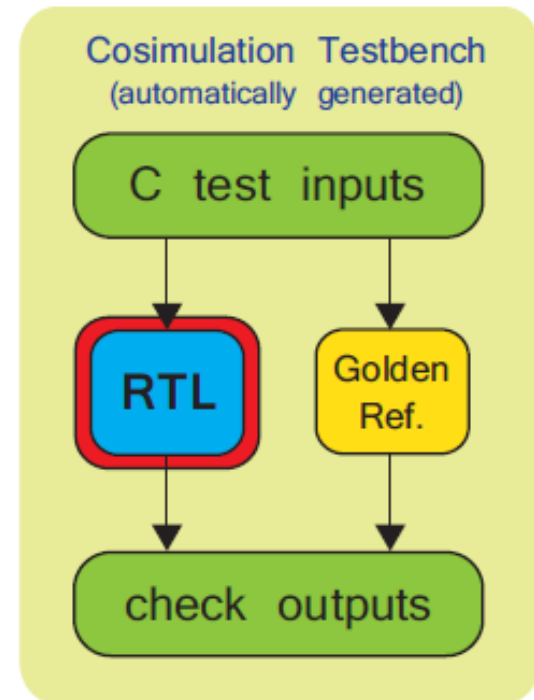 Cosimulation Testbench
(automatically generated)
C test inputs
RTL
Golden
Ref.
check outputs